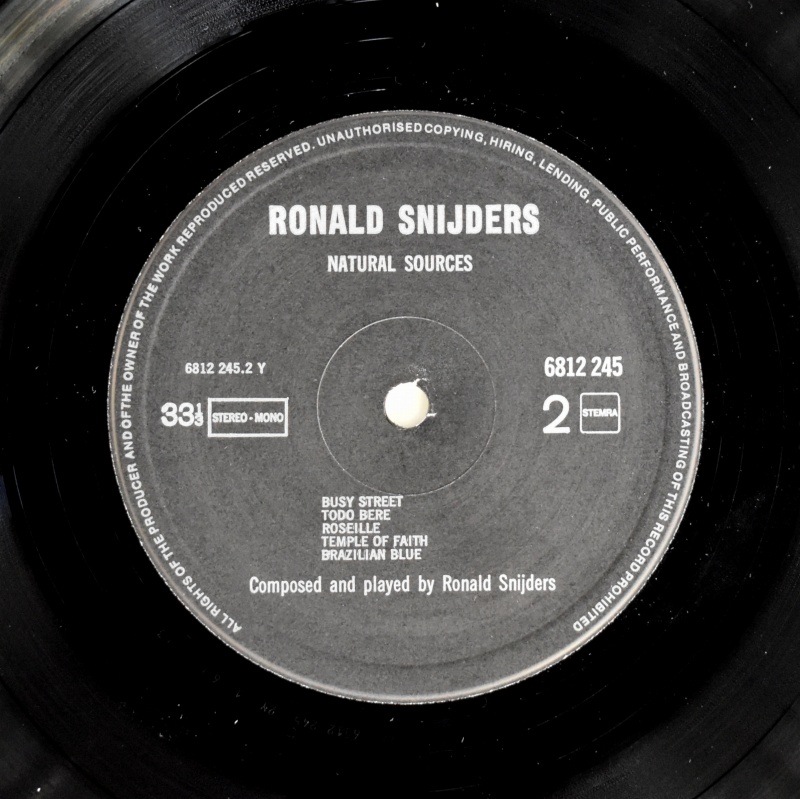 ALL RIGHTS OF THE PRODUCER AND OF THE OWNER OF THE WORK REPRODUCED RESERVED. UNAUTHORISED COPYING, HIRING, LENDING, PUBLIC PERFORMANCE AND BROADCASTING OF THIS RECORD PROHIBITED
RONALD SNIJDERS
NATURAL SOURCES
6812 245.2 Y
6812 245
33⅓ STEREO-MONO
2 STEMRA
BUSY STREET
TODO BERE
ROSEILLE
TEMPLE OF FAITH
BRAZILIAN BLUE
Composed and played by Ronald Snijders